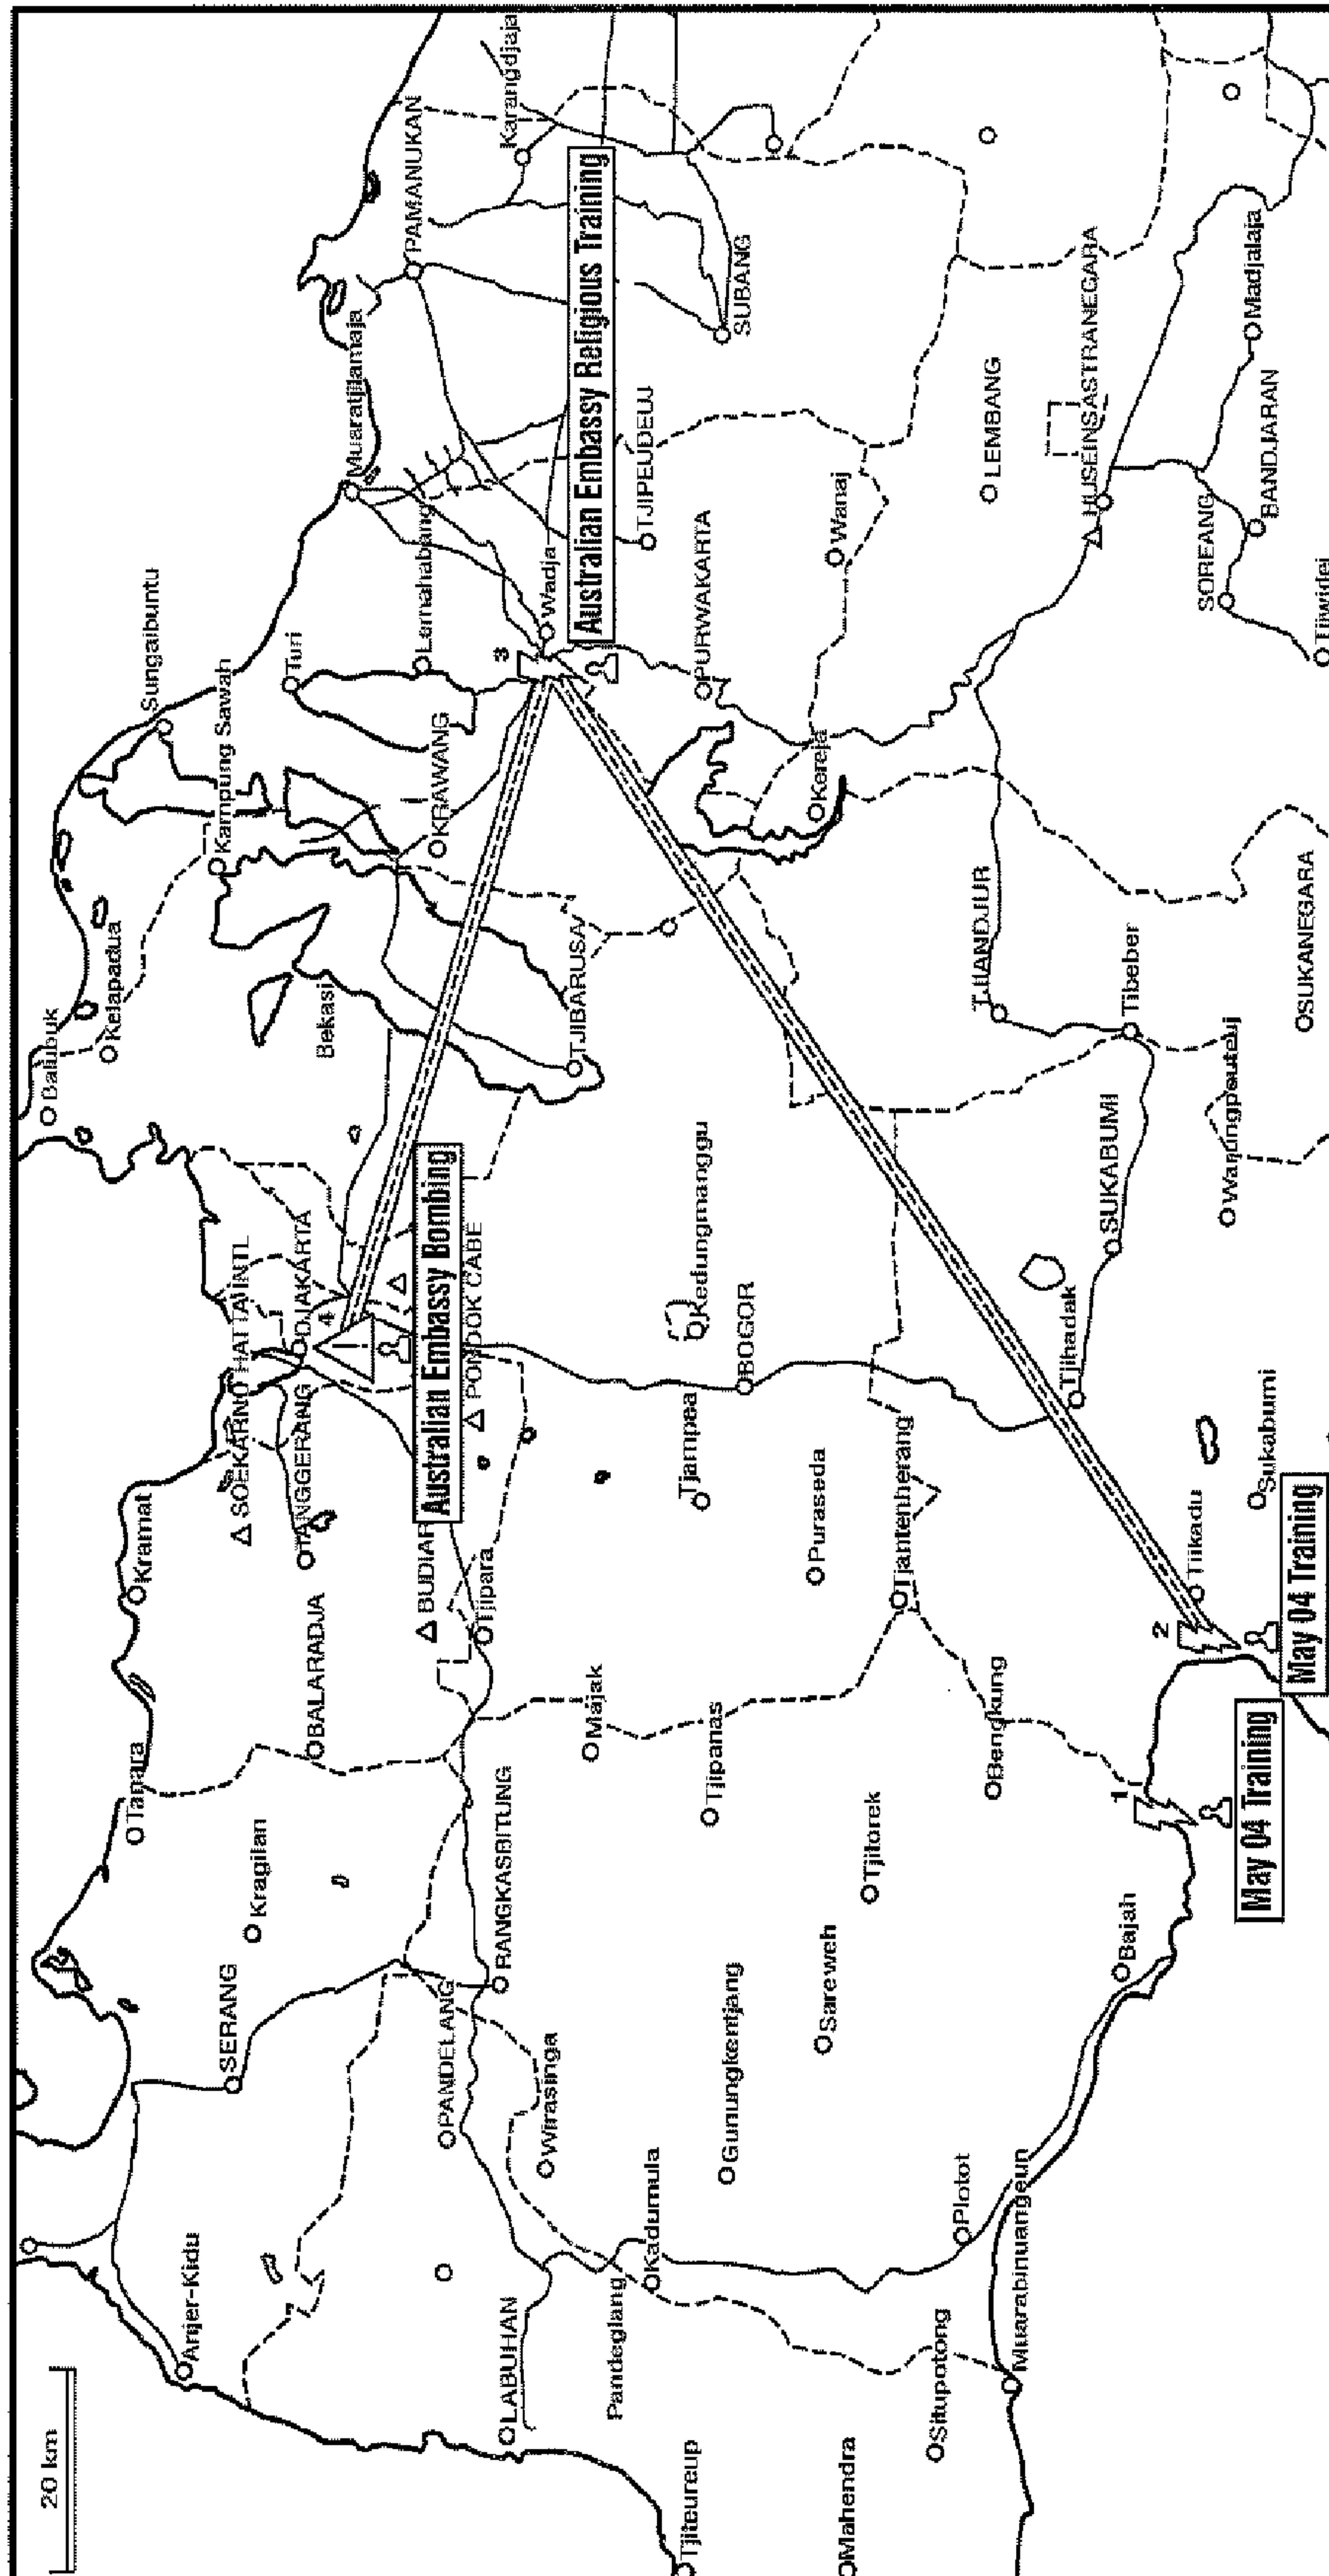 20 km
Balubuk
Kelapadua
Anjer-Kidu
Tanara
Kramat
Sungaibuntu
SERANG
Kragilan
SOEKARNO HATTA INTL
Kampung Sawah
BALARADJA
TANGGERANG
DJAKARTA
4
Bekasi
Turi
Muaratjilamaja
PANDELANG
BUDIAR
Australian Embassy Bombing
KRAWANG
Lemahabang
PAMANUKAN
LABUHAN
RANGKASBITUNG
Tjipara
PONDOK CABE
3
Karangdjaja
Wirasinga
Wadja
Pandeglang
Majak
TJIBARUSA
Australian Embassy Religious Training
Kadumula
TJIPEUDEUJ
Tjiteureup
Gunungkentjang
Tjipanas
Tjampea
Kedungmanggu
BOGOR
PURWAKARTA
SUBANG
Mahendra
Sareweh
Puraseda
Kereja
Wanaj
Tjitorek
Tjantenherang
Situpotong
Plotot
Bengkung
TJIANDJUR
LEMBANG
Muarabinuangeun
Tjihadak
SUKABUMI
HUSEINSASTRANEGARA
Bajah
1
Tibeber
2
Tjikadu
Warungpeuteuj
SOREANG
May 04 Training
Sukabumi
BANDJARAN
Madjalaja
May 04 Training
SUKANEGARA
Tjiwidej